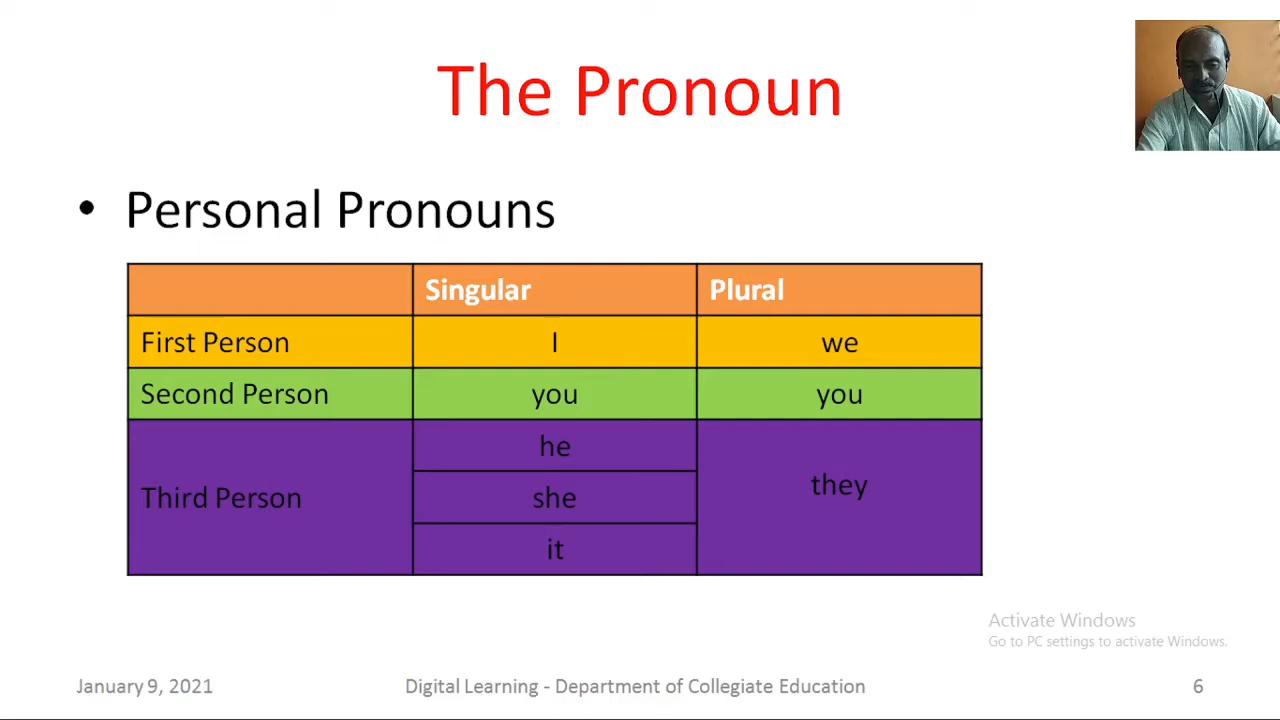 The Pronoun
• Personal Pronouns
Singular Plural
First Person I we
Second Person you you
he
Third Person she they
it
Activate Windows
Go to PC settings to activate Windows.
January 9, 2021 Digital Learning - Department of Collegiate Education 6